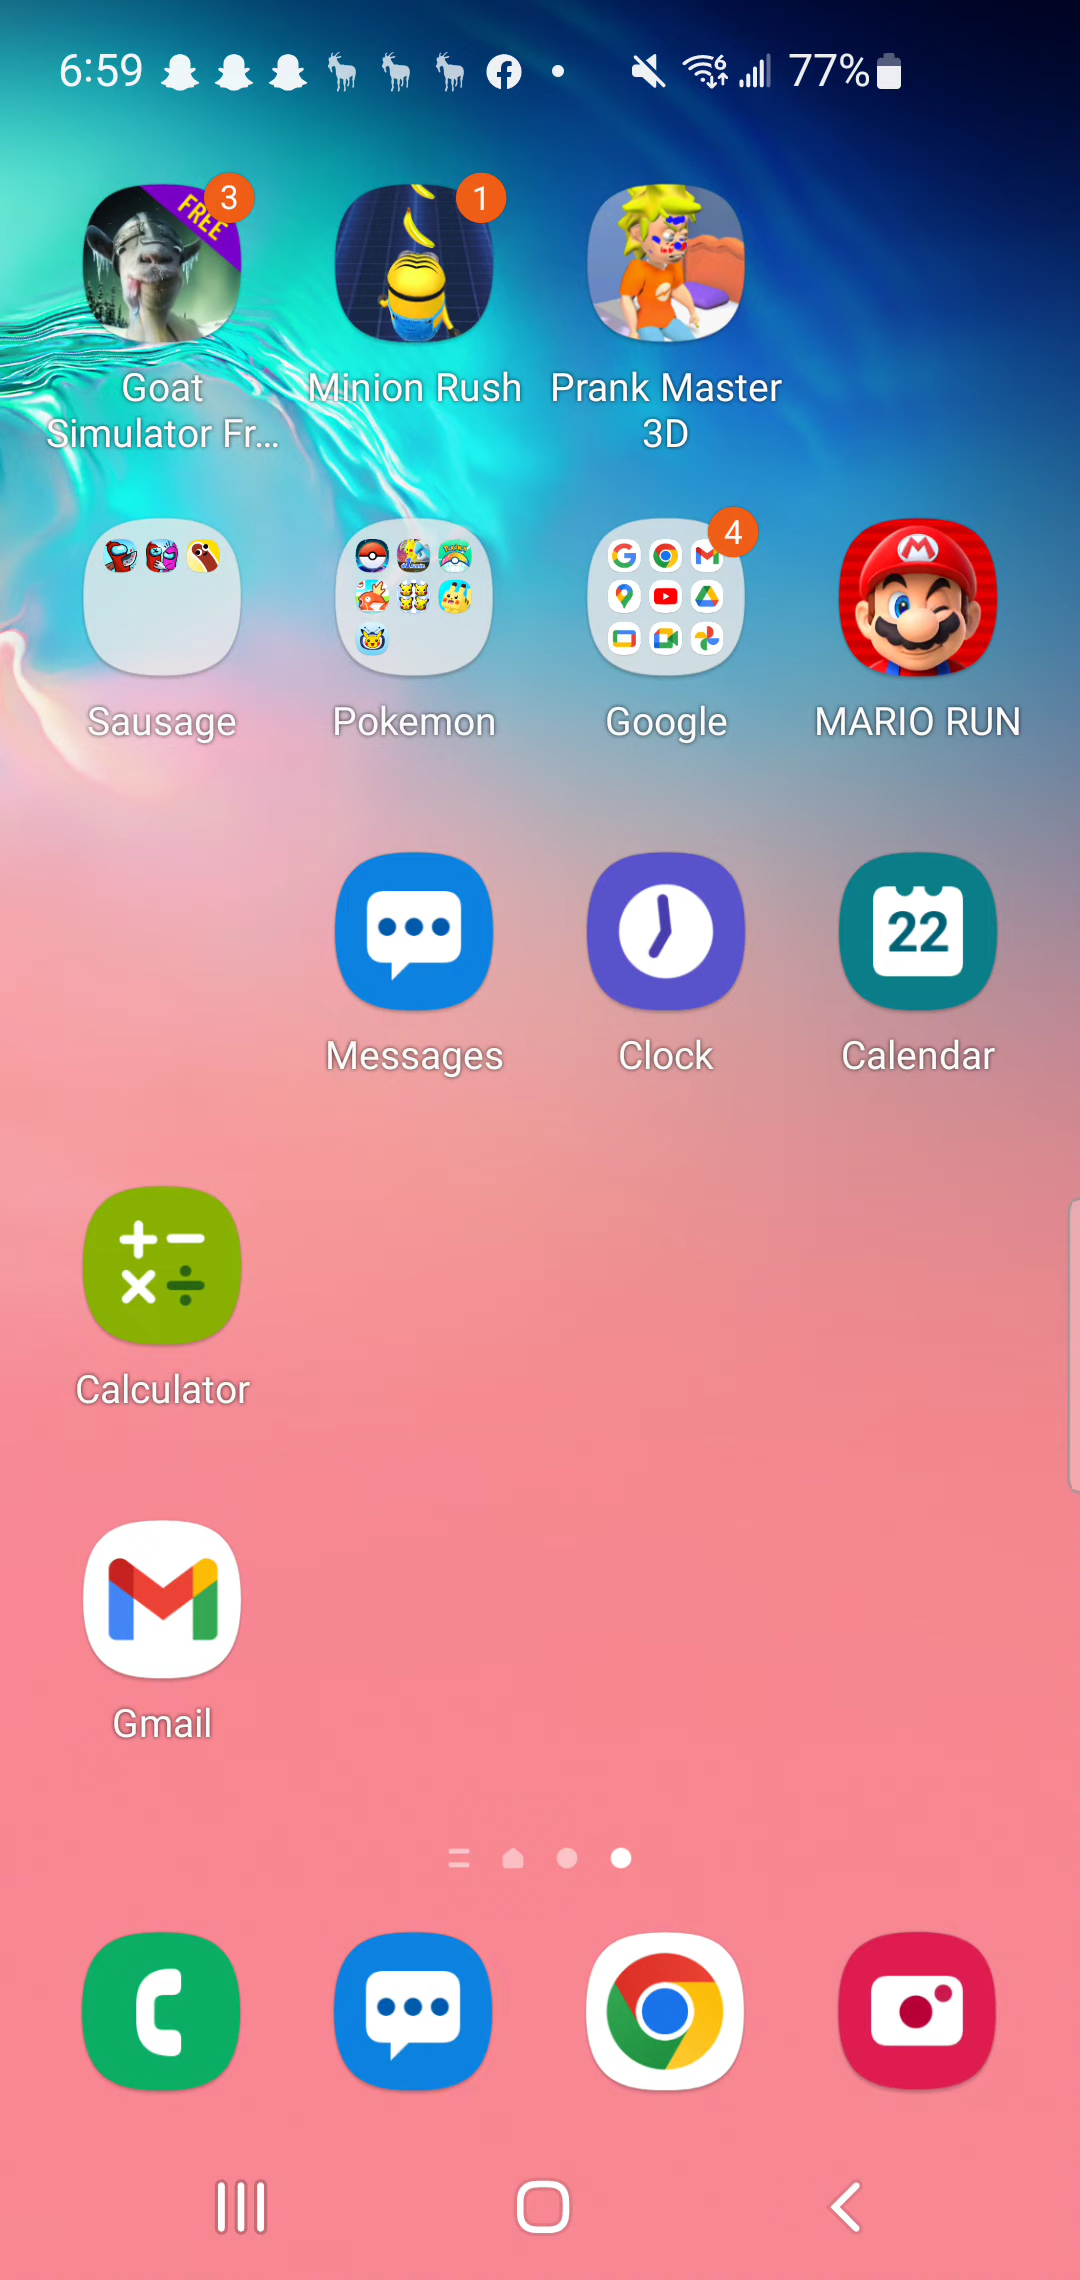 6:59 77%
FREE 3 1
Goat
Simulator Fr... Minion Rush Prank Master
3D
4
Sausage Pokemon Google MARIO RUN
22
Messages Clock Calendar
Calculator
Gmail